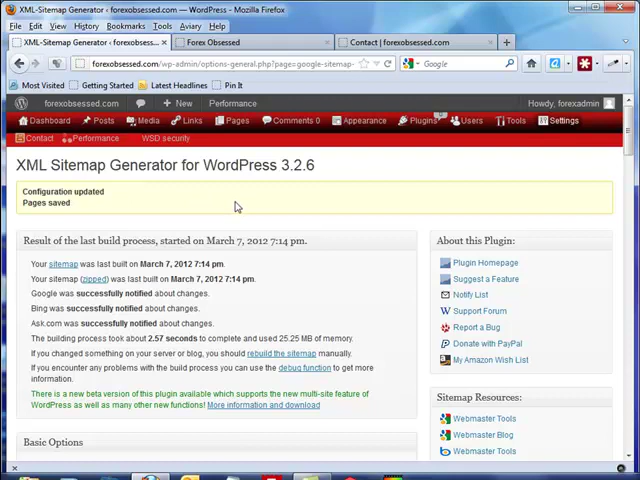 XML-Sitemap Generator ‹ forexobsessed.com — WordPress - Mozilla Firefox
File Edit View History Bookmarks Tools Aviary Help
XML-Sitemap Generator ‹ forexobsess... × Forex Obsessed × Contact | forexobsessed.com × +
forexobsessed.com/wp-admin/options-general.php?page=google-sitemap- Google
Most Visited Getting Started Latest Headlines Pin It
forexobsessed.com + New Performance Howdy, forexadmin
Dashboard Posts Media Links Pages Comments 0 Appearance Plugins Users Tools Settings
Contact Performance WSD security
XML Sitemap Generator for WordPress 3.2.6
Configuration updated
Pages saved
Result of the last build process, started on March 7, 2012 7:14 pm.
Your sitemap was last built on March 7, 2012 7:14 pm.
Your sitemap (zipped) was last built on March 7, 2012 7:14 pm.
Google was successfully notified about changes.
Bing was successfully notified about changes.
Ask.com was successfully notified about changes.
The building process took about 2.57 seconds to complete and used 25.25 MB of memory.
If you changed something on your server or blog, you should rebuild the sitemap manually.
If you encounter any problems with the build process you can use the debug function to get more
information.
There is a new beta version of this plugin available which supports the new multi-site feature of
WordPress as well as many other new functions! More information and download
Basic Options
About this Plugin:
Plugin Homepage
Suggest a Feature
Notify List
Support Forum
Report a Bug
Donate with PayPal
My Amazon Wish List
Sitemap Resources:
Webmaster Tools
Webmaster Blog
Webmaster Tools